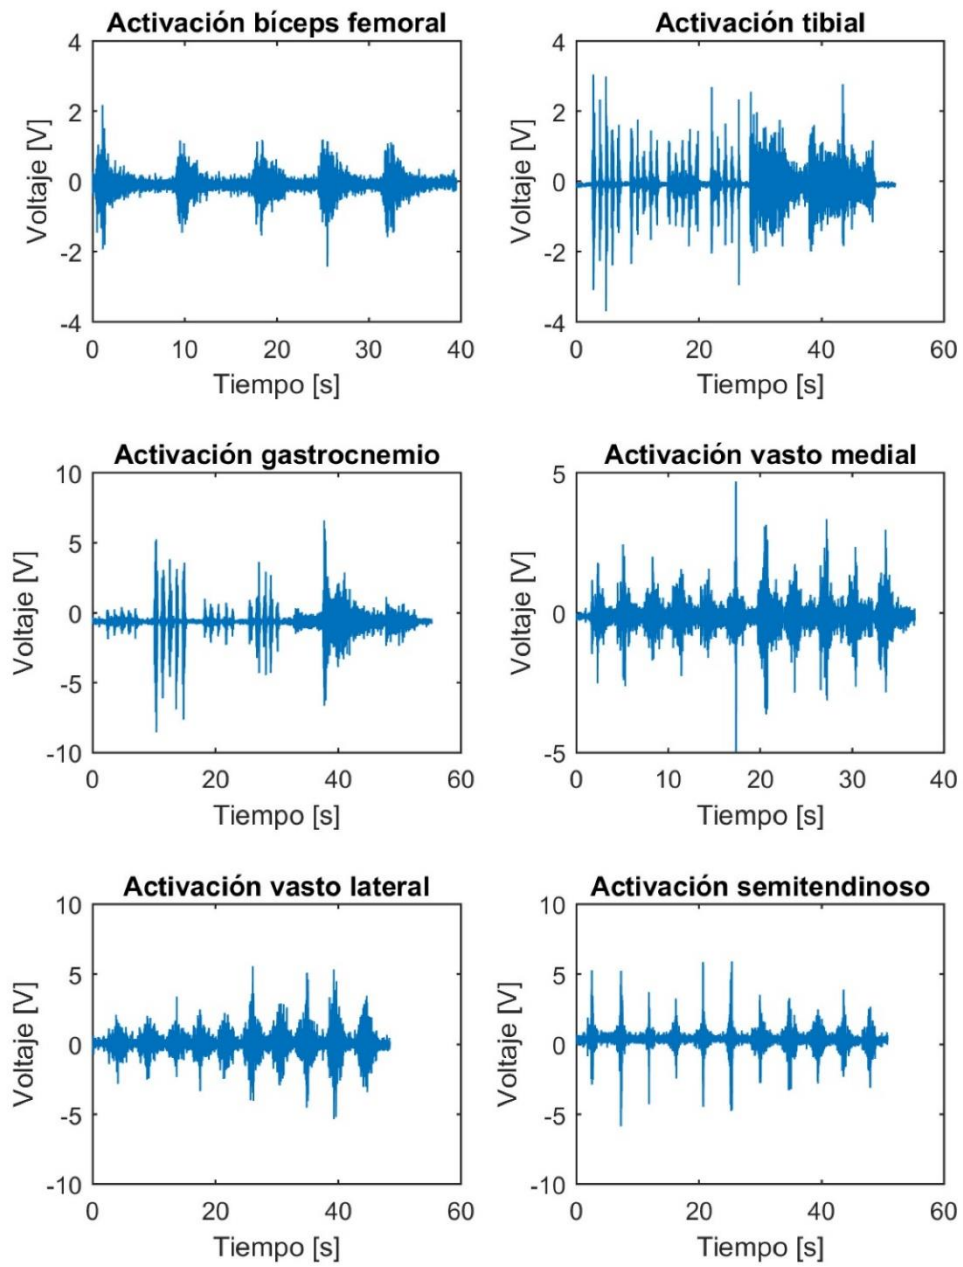 Activación bíceps femoral
4
2
0
-2
-4
Voltaje [V]
0 10 20 30 40
Tiempo [s]
Activación tibial
4
2
0
-2
-4
Voltaje [V]
0 20 40 60
Tiempo [s]
Activación gastrocnemio
10
5
0
-5
-10
Voltaje [V]
0 20 40 60
Tiempo [s]
Activación vasto medial
5
0
-5
Voltaje [V]
0 10 20 30 40
Tiempo [s]
Activación vasto lateral
10
5
0
-5
-10
Voltaje [V]
0 20 40 60
Tiempo [s]
Activación semitendinoso
10
5
0
-5
-10
Voltaje [V]
0 20 40 60
Tiempo [s]